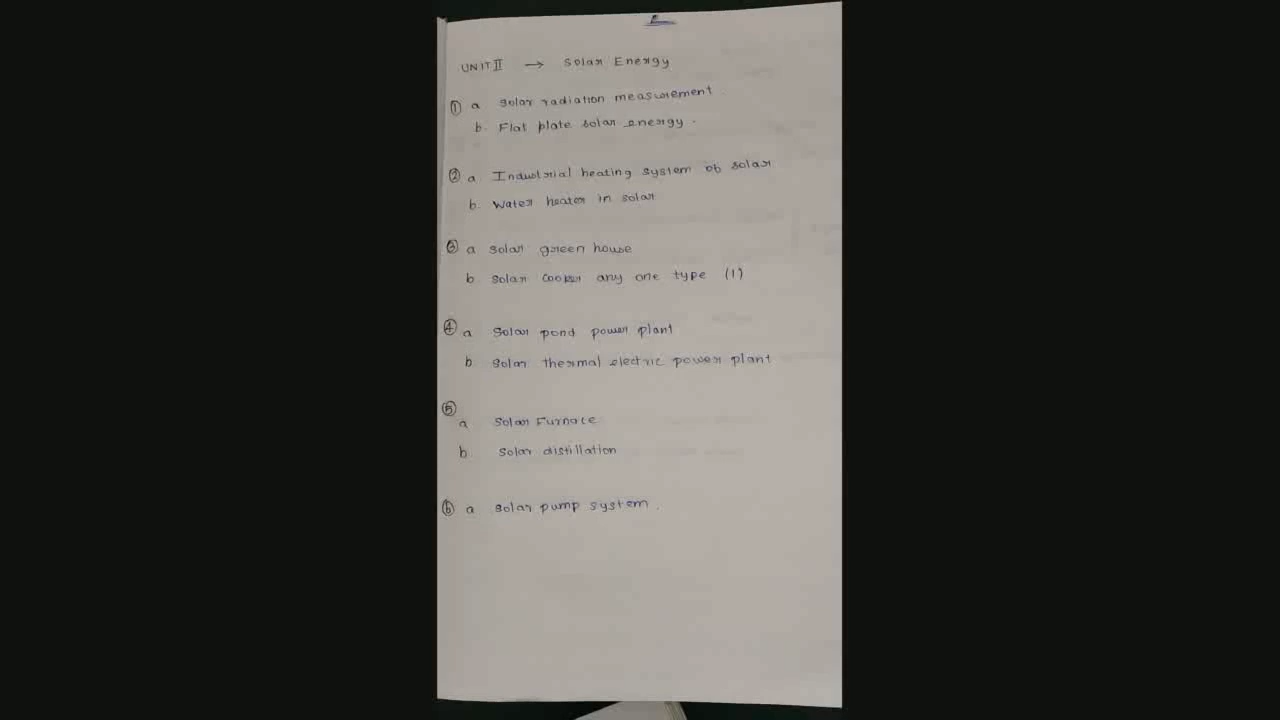 UNIT II → Solar Energy
① a solar radiation measurement
b. Flat plate solar energy.
② a Industrial heating system of solar
b. Water heater in solar
③ a solar green house
b solar cooker any one type (1)
④ a solar pond power plant
b solar thermal electric power plant
⑤
a solar Furnace
b solar distillation
⑥ a solar pump system.